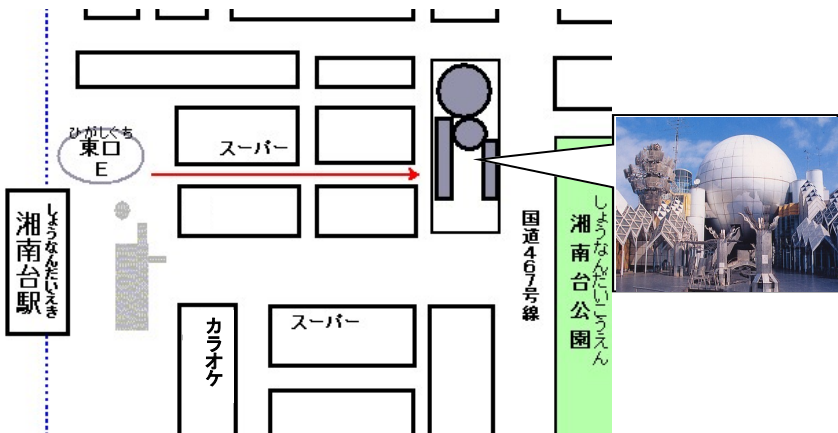 ひがしぐち
東口
E
スーパー
しょうなんだいえき
湘南台駅
カラオケ
スーパー
国道467号線
湘南台公園
しょうなんだいこうえん